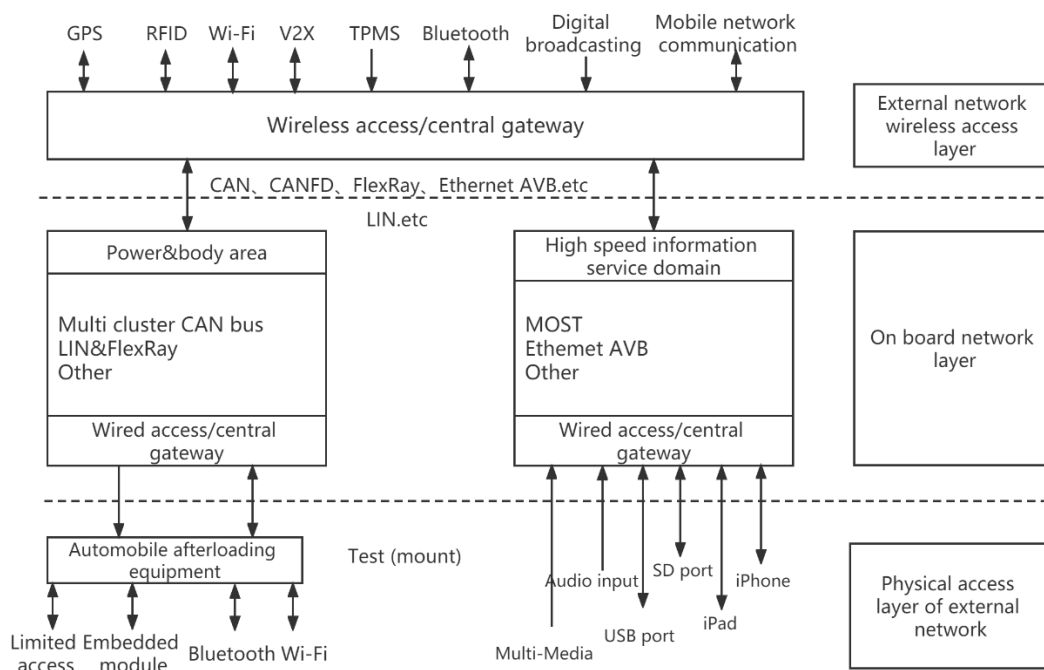 GPS
RFID
Wi-Fi
V2X
TPMS
Bluetooth
Digital
broadcasting
Mobile network
communication
Wireless access/central gateway
External network
wireless access
layer
CAN、CANFD、FlexRay、Ethernet AVB.etc
LIN.etc
Power&body area
Multi cluster CAN bus
LIN&FlexRay
Other
Wired access/central
gateway
High speed information
service domain
MOST
Ethemet AVB
Other
Wired access/central
gateway
On board network
layer
Automobile afterloading
equipment
Test (mount)
Limited
access
Embedded
module
Bluetooth
Wi-Fi
Multi-Media
Audio input
USB port
SD port
iPad
iPhone
Physical access
layer of external
network